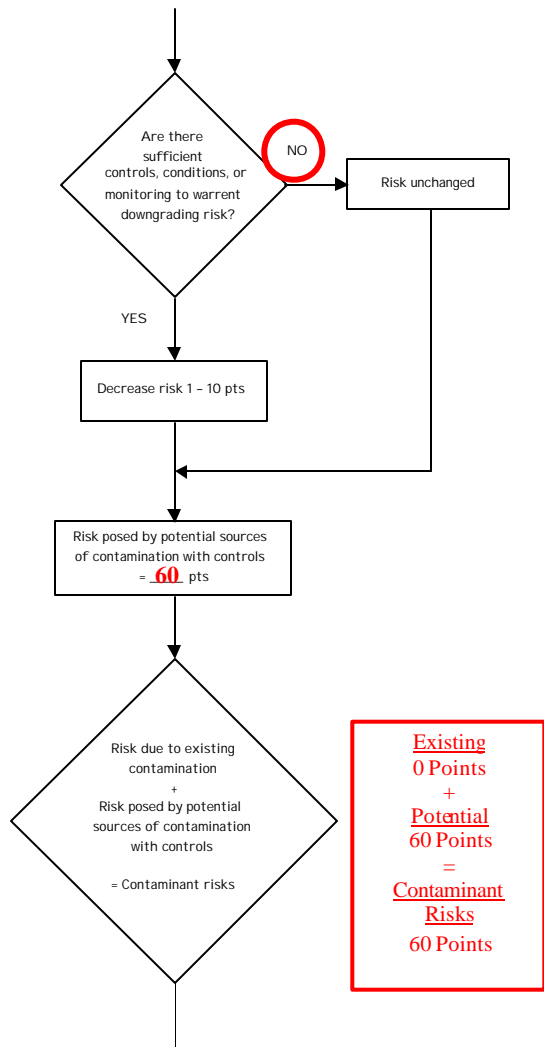 Are there
sufficient
controls, conditions, or
monitoring to warrent
downgrading risk?
NO
Risk unchanged
YES
Decrease risk 1 – 10 pts
Risk posed by potential sources
of contamination with controls
= 60 pts
Risk due to existing
contamination
+
Risk posed by potential
sources of contamination
with controls
= Contaminant risks
Existing
0 Points
+
Potential
60 Points
=
Contaminant
Risks
60 Points